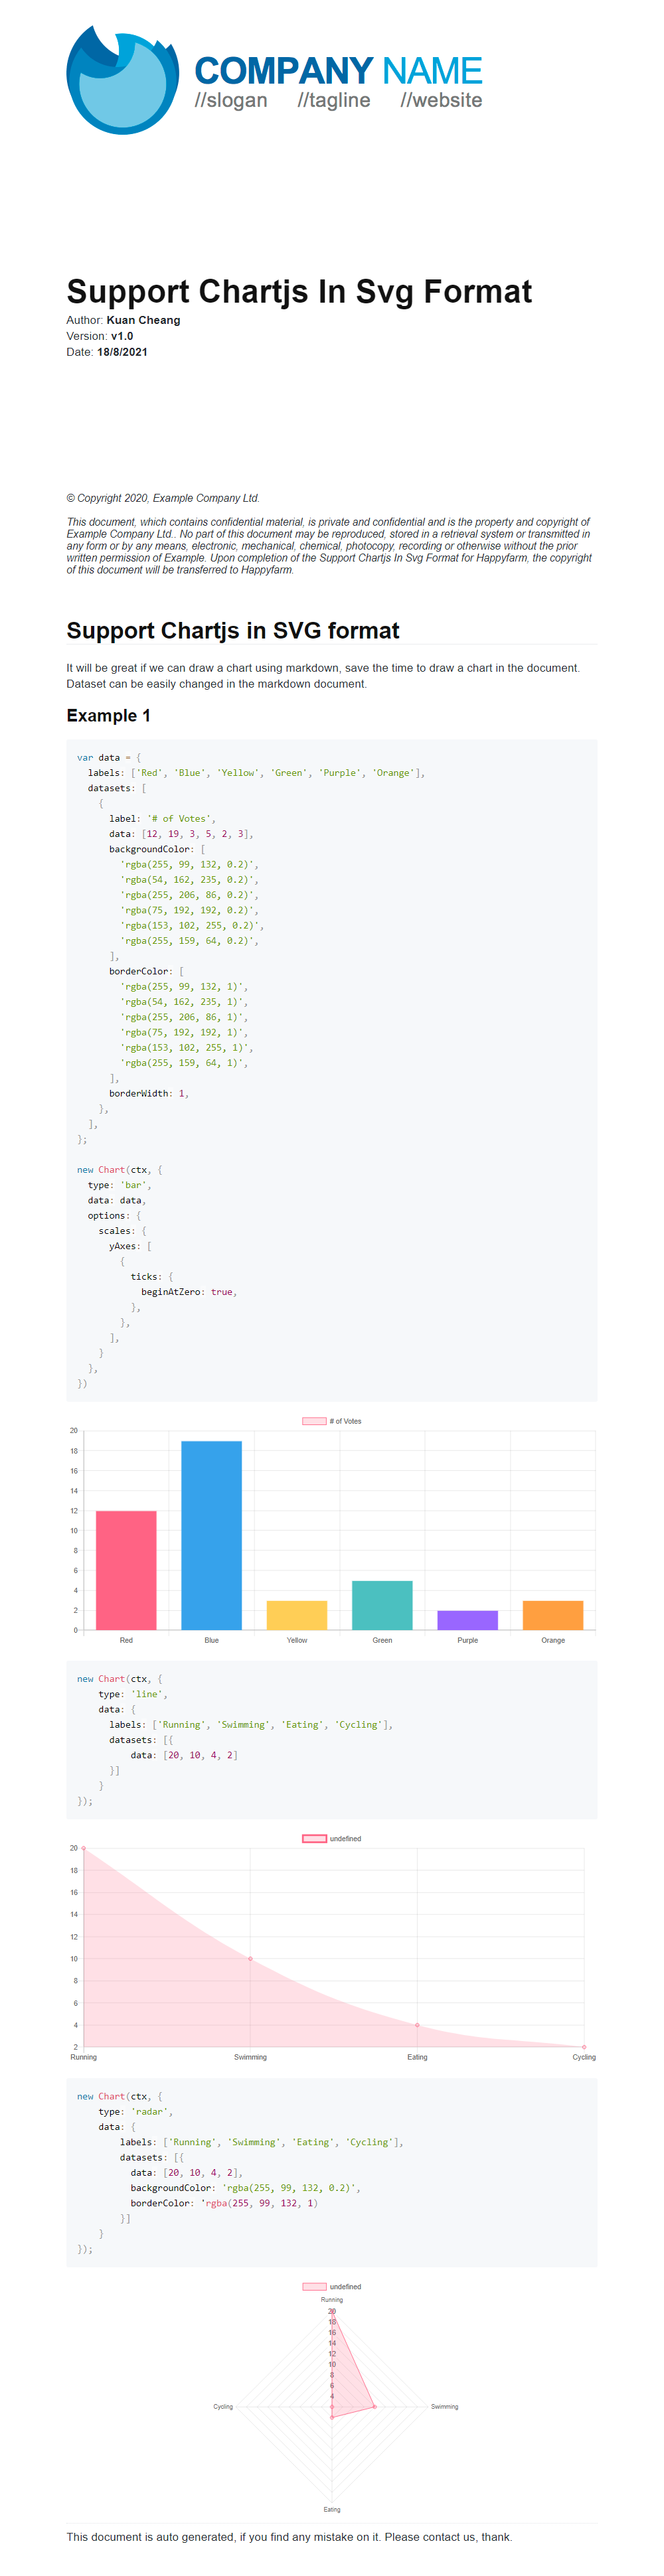 COMPANY NAME
//slogan //tagline //website
Support Chartjs In Svg Format
Author: Kuan Cheang
Version: v1.0
Date: 18/8/2021
© Copyright 2020, Example Company Ltd.
This document, which contains confidential material, is private and confidential and is the property and copyright of
Example Company Ltd.. No part of this document may be reproduced, stored in a retrieval system or transmitted in
any form or by any means, electronic, mechanical, chemical, photocopy, recording or otherwise without the prior
written permission of Example. Upon completion of the Support Chartjs In Svg Format for Happyfarm, the copyright
of this document will be transferred to Happyfarm.
Support Chartjs in SVG format
It will be great if we can draw a chart using markdown, save the time to draw a chart in the document.
Dataset can be easily changed in the markdown document.
Example 1
var data = {
labels: ['Red', 'Blue', 'Yellow', 'Green', 'Purple', 'Orange'],
datasets: [
{
label: '# of Votes',
data: [12, 19, 3, 5, 2, 3],
backgroundColor: [
'rgba(255, 99, 132, 0.2)',
'rgba(54, 162, 235, 0.2)',
'rgba(255, 206, 86, 0.2)',
'rgba(75, 192, 192, 0.2)',
'rgba(153, 102, 255, 0.2)',
'rgba(255, 159, 64, 0.2)',
],
borderColor: [
'rgba(255, 99, 132, 1)',
'rgba(54, 162, 235, 1)',
'rgba(255, 206, 86, 1)',
'rgba(75, 192, 192, 1)',
'rgba(153, 102, 255, 1)',
'rgba(255, 159, 64, 1)',
],
borderWidth: 1,
},
],
};
new Chart(ctx, {
type: 'bar',
data: data,
options: {
scales: {
yAxes: [
{
ticks: {
beginAtZero: true,
},
},
],
}
},
})
# of Votes
20
18
16
14
12
10
8
6
4
2
0
Red Blue Yellow Green Purple Orange
new Chart(ctx, {
type: 'line',
data: {
labels: ['Running', 'Swimming', 'Eating', 'Cycling'],
datasets: [{
data: [20, 10, 4, 2]
}]
}
});
undefined
20
18
16
14
12
10
8
6
4
2
Running Swimming Eating Cycling
new Chart(ctx, {
type: 'radar',
data: {
labels: ['Running', 'Swimming', 'Eating', 'Cycling'],
datasets: [{
data: [20, 10, 4, 2],
backgroundColor: 'rgba(255, 99, 132, 0.2)',
borderColor: 'rgba(255, 99, 132, 1)
}]
}
});
undefined
Running
20
18
16
14
12
10
8
6
4
Cycling Swimming
Eating
This document is auto generated, if you find any mistake on it. Please contact us, thank.